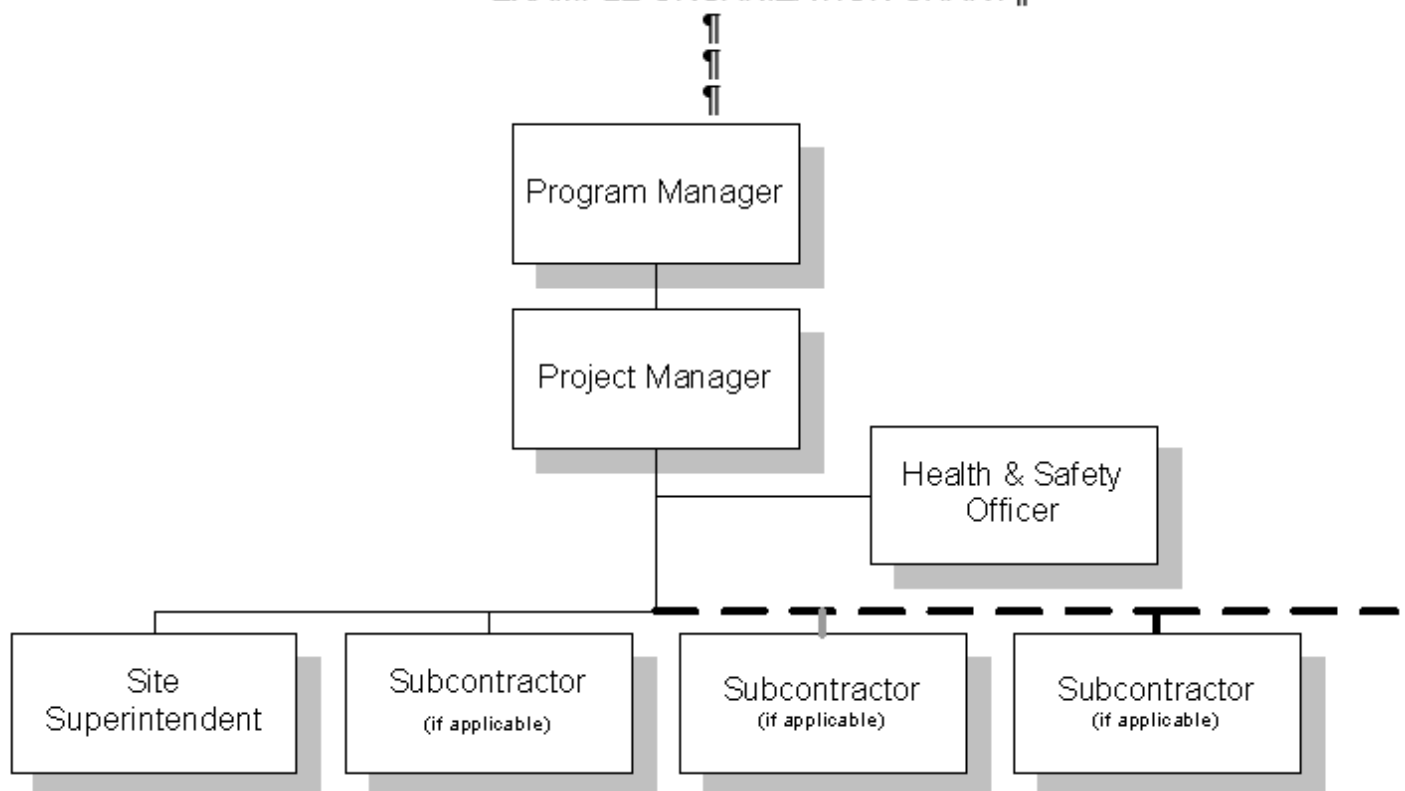 ¶
¶
¶
Program Manager
Project Manager
Health & Safety
Officer
Site
Superintendent
Subcontractor
(if applicable)
Subcontractor
(if applicable)
Subcontractor
(if applicable)